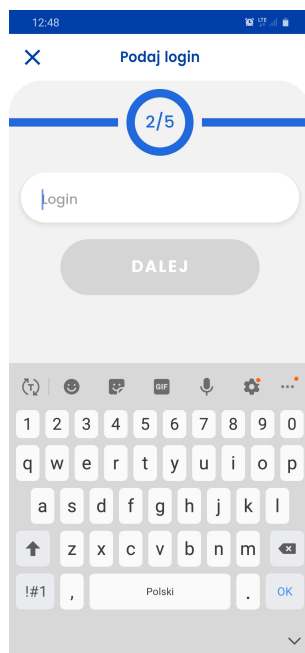 12:48 LTE
Podaj login
2/5
Login
DALEJ
T GIF
1 2 3 4 5 6 7 8 9 0
q w e r t y u i o p
a s d f g h j k l
z x c v b n m
!#1 , Polski . OK